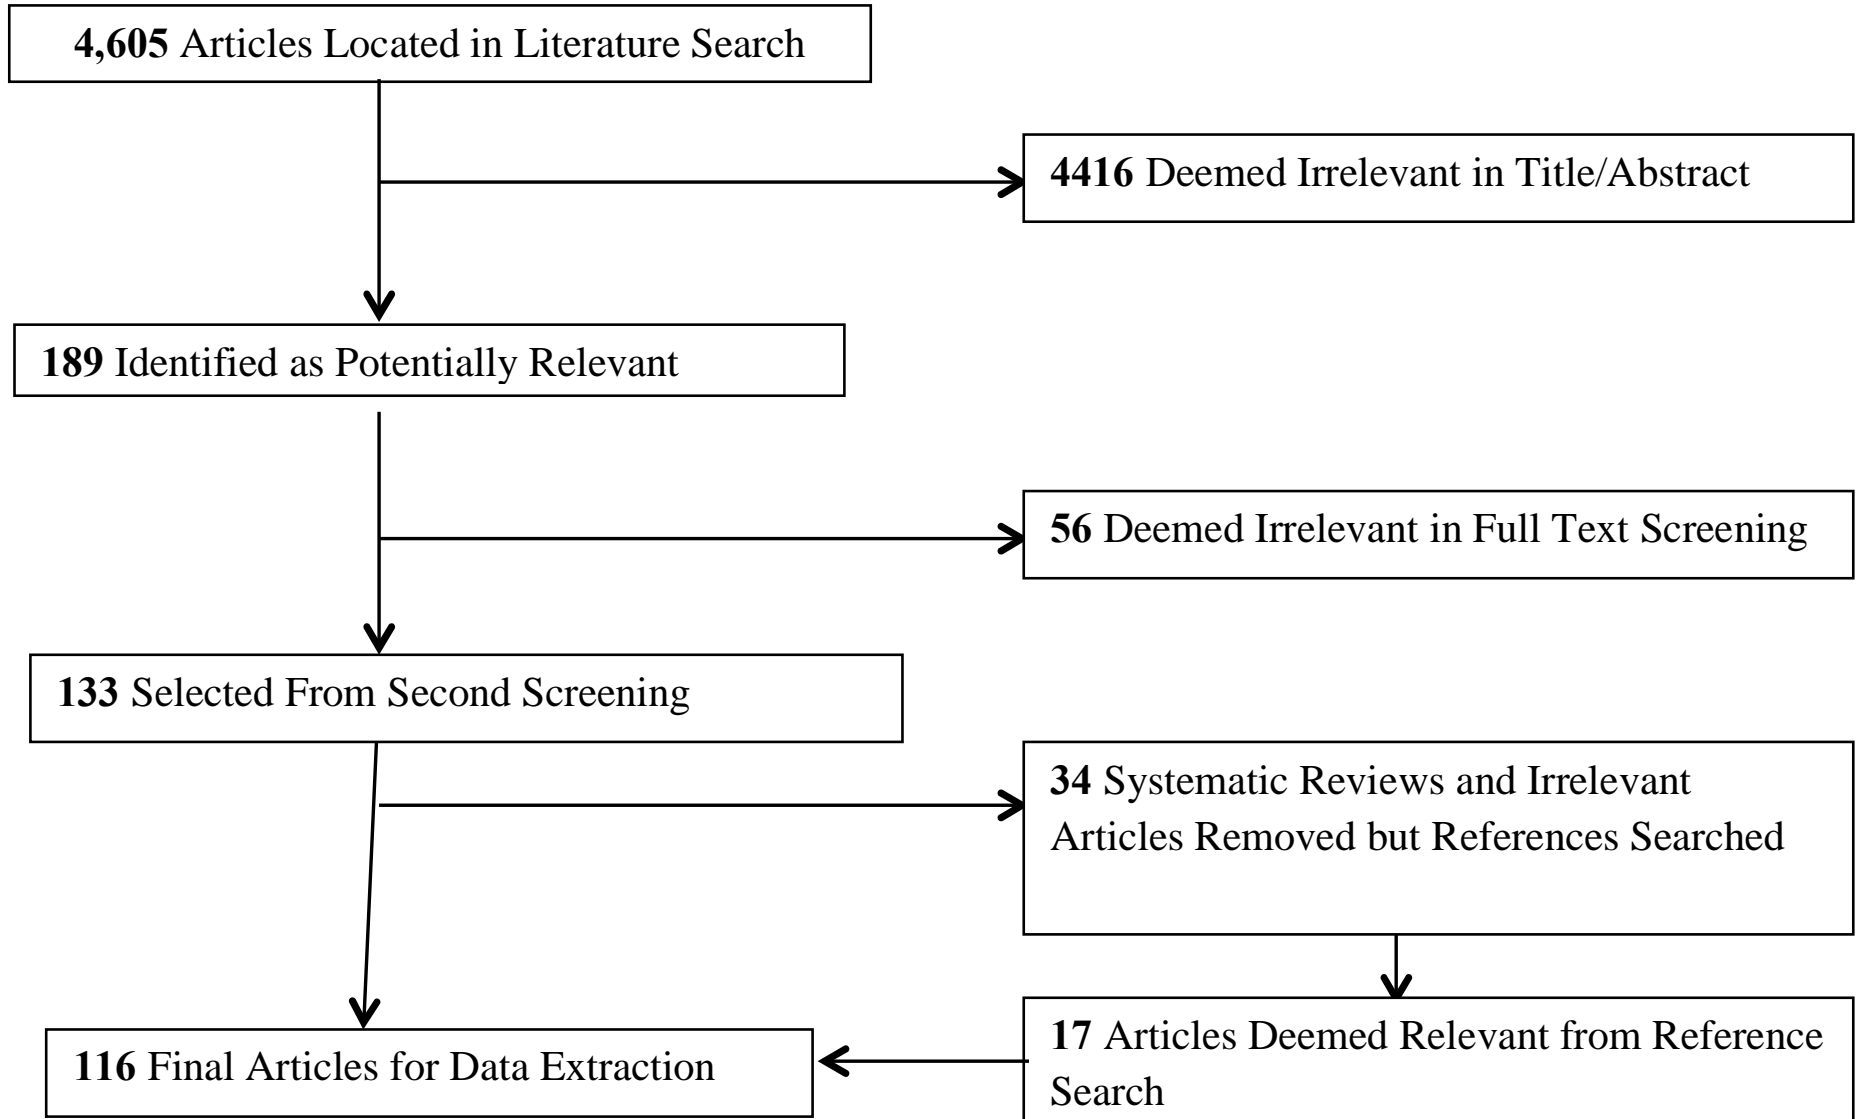 4,605 Articles Located in Literature Search
4416 Deemed Irrelevant in Title/Abstract
189 Identified as Potentially Relevant
56 Deemed Irrelevant in Full Text Screening
133 Selected From Second Screening
34 Systematic Reviews and Irrelevant
Articles Removed but References Searched
17 Articles Deemed Relevant from Reference
Search
116 Final Articles for Data Extraction